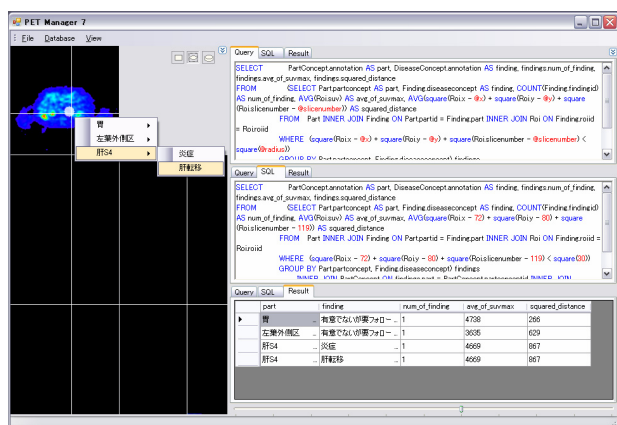 PET Manager 7
File Database View
胃
左葉外側区
肝S4
炎症
肝転移
Query SQL Result
SELECT PartConcept.annotation AS part, DiseaseConcept.annotation AS finding, findings.num_of_finding,
findings.avg_of_suvmax, findings.squared_distance
FROM (SELECT Part.partconcept AS part, Finding.diseaseconcept AS finding, COUNT(Finding.findingid)
AS num_of_finding, AVG(Roi.suv) AS avg_of_suvmax, AVG(square(Roi.x - @x) + square(Roi.y - @y) + square
(Roi.slicenumber - @slicenumber)) AS squared_distance
FROM Part INNER JOIN Finding ON Part.partid = Finding.part INNER JOIN Roi ON Finding.roiid
= Roi.roiid
WHERE (square(Roi.x - @x) + square(Roi.y - @y) + square(Roi.slicenumber - @slicenumber) <
square(@radius))
GROUP BY Part.partconcept, Finding.diseaseconcept) findings
Query SQL Result
SELECT PartConcept.annotation AS part, DiseaseConcept.annotation AS finding, findings.num_of_finding,
findings.avg_of_suvmax, findings.squared_distance
FROM (SELECT Part.partconcept AS part, Finding.diseaseconcept AS finding, COUNT(Finding.findingid)
AS num_of_finding, AVG(Roi.suv) AS avg_of_suvmax, AVG(square(Roi.x - 72) + square(Roi.y - 80) + square
(Roi.slicenumber - 119)) AS squared_distance
FROM Part INNER JOIN Finding ON Part.partid = Finding.part INNER JOIN Roi ON Finding.roiid =
Roi.roiid
WHERE (square(Roi.x - 72) + square(Roi.y - 80) + square(Roi.slicenumber - 119) < square(30))
GROUP BY Part.partconcept, Finding.diseaseconcept) findings
Query SQL Result
part finding num_of_finding avg_of_suvmax squared_distance
胃 ... 有意でないが要フォロー ... 1 4738 266
左葉外側区 ... 有意でないが要フォロー ... 1 3635 629
肝S4 ... 炎症 ... 1 4669 867
肝S4 ... 肝転移 ... 1 4669 867